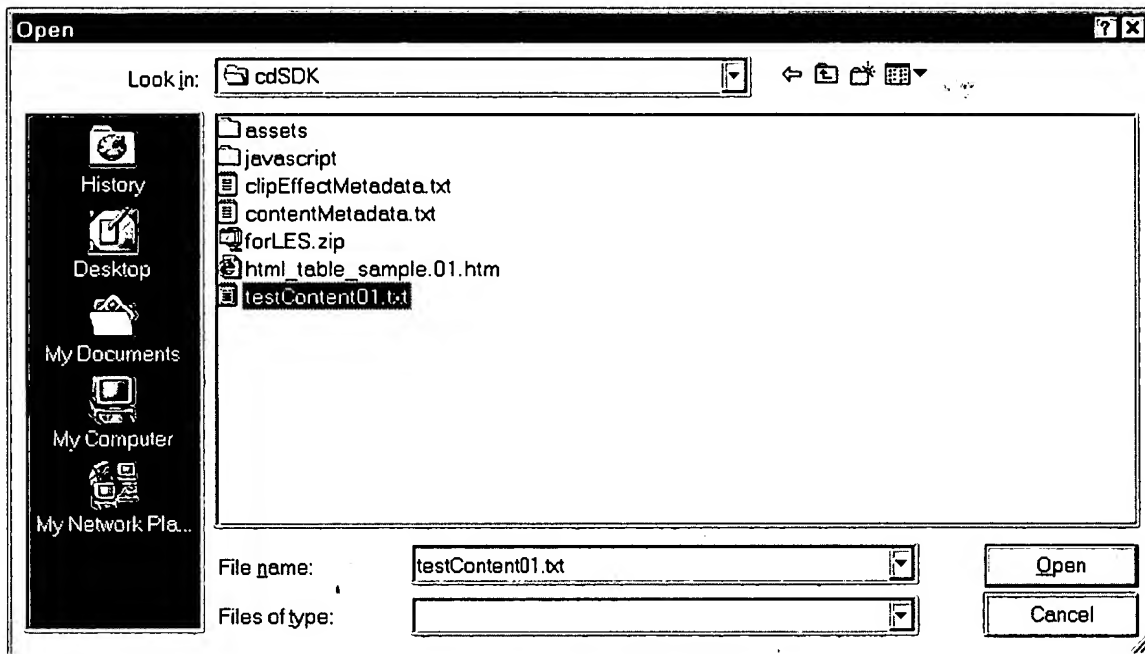 Open
Look in: cdSDK
History
Desktop
My Documents
My Computer
My Network Pla...
assets
javascript
clipEffectMetadata.txt
contentMetadata.txt
forLES.zip
html_table_sample.01.htm
testContent01.txt
File name: testContent01.txt Open
Files of type: Cancel